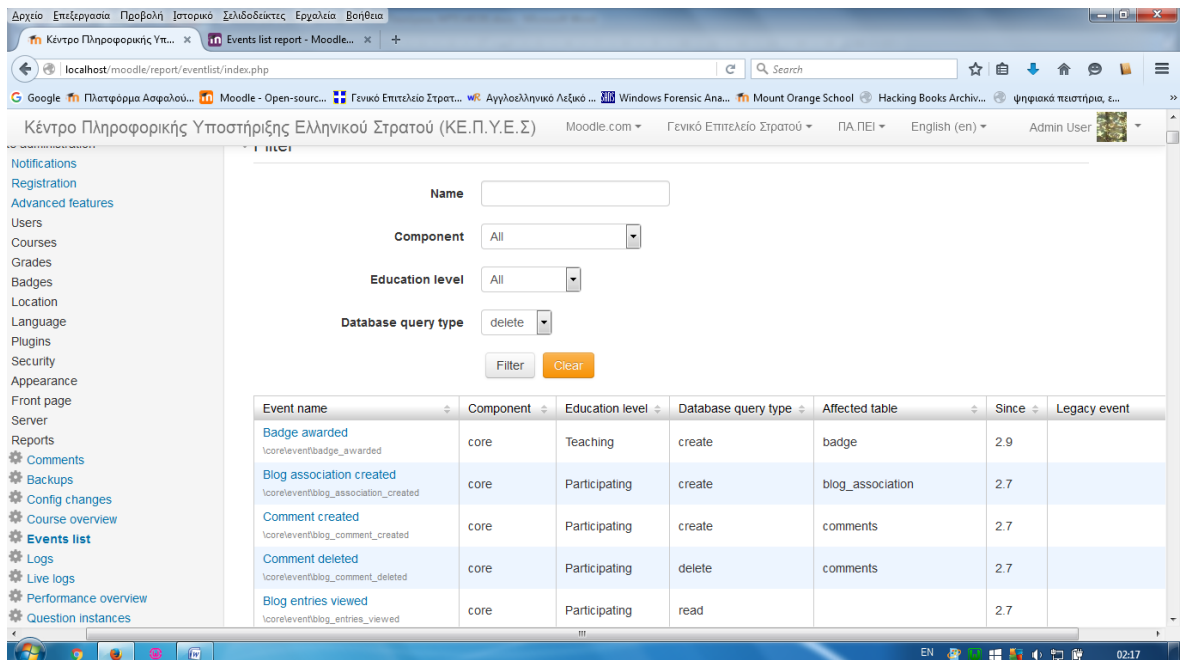 Αρχείο Επεξεργασία Προβολή Ιστορικό Σελιδοδείκτες Εργαλεία Βοήθεια
Κέντρο Πληροφορικής Υπ... × Events list report - Moodle... × +
localhost/moodle/report/eventlist/index.php Search
Google Πλατφόρμα Ασφαλού... Moodle - Open-sourc... Γενικό Επιτελείο Στρατ... Αγγλοελληνικό Λεξικό ... Windows Forensic Ana... Mount Orange School Hacking Books Archiv... ψηφιακά πειστήρια, ε... »
Κέντρο Πληροφορικής Υποστήριξης Ελληνικού Στρατού (ΚΕ.Π.Υ.Ε.Σ) Moodle.com Γενικό Επιτελείο Στρατού ΠΑ.ΠΕΙ English (en) Admin User
Filter
Notifications
Registration
Advanced features
Users
Courses
Grades
Badges
Location
Language
Plugins
Security
Appearance
Front page
Server
Reports
Comments
Backups
Config changes
Course overview
Events list
Logs
Live logs
Performance overview
Question instances
Name
Component All
Education level All
Database query type delete
Filter Clear
Event name Component Education level Database query type Affected table Since Legacy event
Badge awarded core Teaching create badge 2.9
\core\event\badge_awarded
Blog association created core Participating create blog_association 2.7
\core\event\blog_association_created
Comment created core Participating create comments 2.7
\core\event\blog_comment_created
Comment deleted core Participating delete comments 2.7
\core\event\blog_comment_deleted
Blog entries viewed core Participating read 2.7
\core\event\blog_entries_viewed
EN 02:17